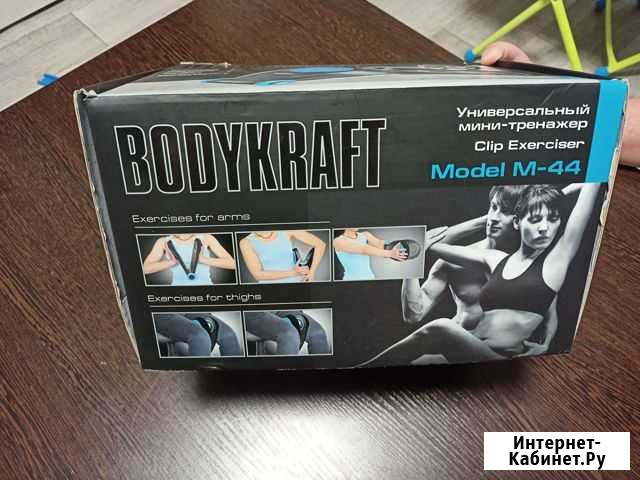 BODYKRAFT
Универсальный
мини-тренажер
Clip Exerciser
Model M-44
Exercises for arms
Exercises for thighs
Интернет-
Кабинет.Ру